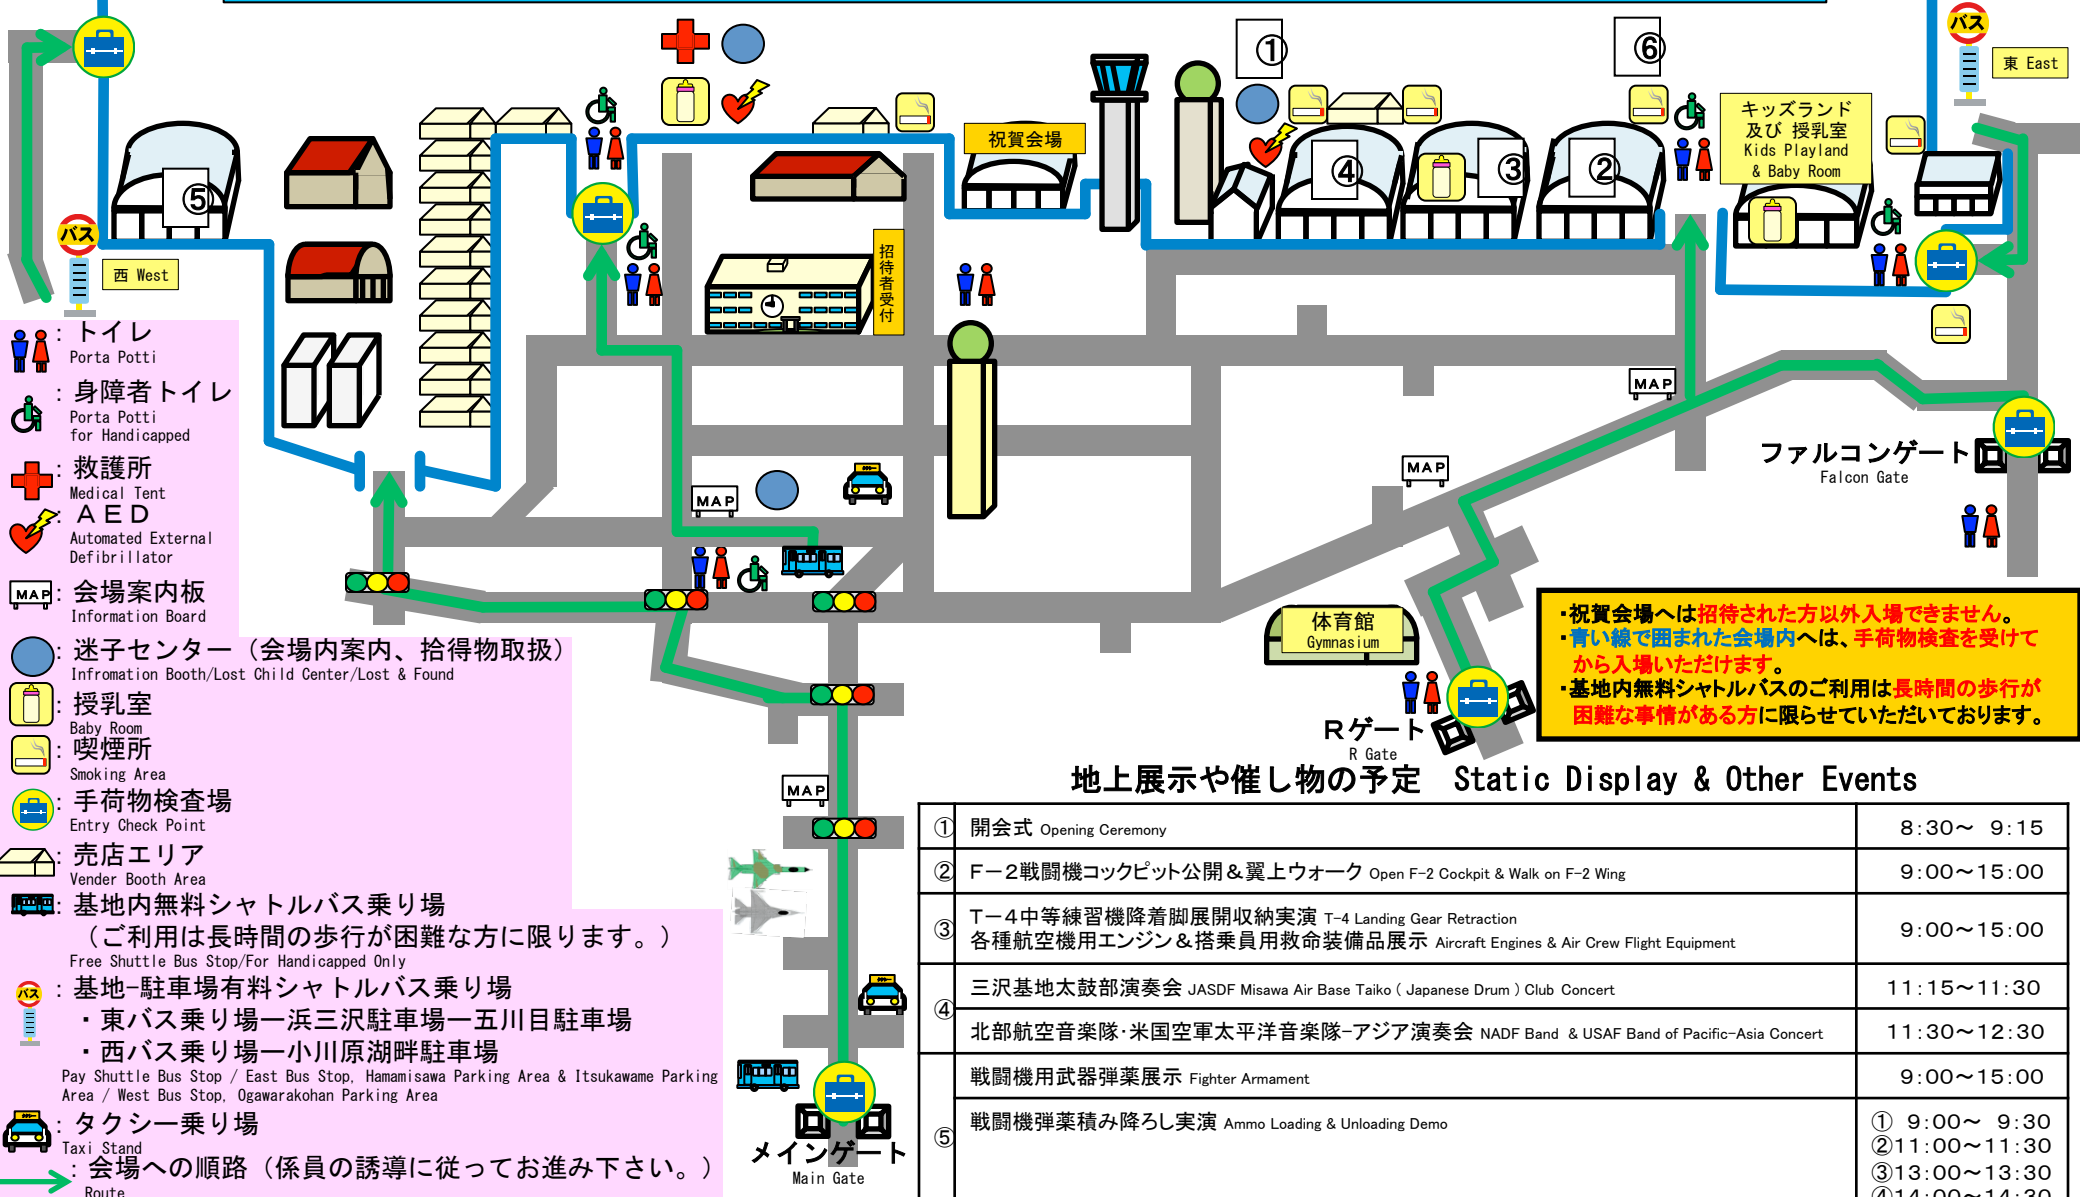 バス
東 East
①
⑥
キッズランド
及び 授乳室
Kids Playland
& Baby Room
祝賀会場
④
③
②
⑤
バス
西 West
招待者受付
MAP
MAP
MAP
MAP
ファルコンゲート
Falcon Gate
体育館
Gymnasium
Rゲート
R Gate
メインゲート
Main Gate
：トイレ
Porta Potti
：身障者トイレ
Porta Potti
for Handicapped
：救護所
Medical Tent
：ＡＥＤ
Automated External
Defibrillator
MAP：会場案内板
Information Board
：迷子センター（会場内案内、拾得物取扱）
Infromation Booth/Lost Child Center/Lost & Found
：授乳室
Baby Room
：喫煙所
Smoking Area
：手荷物検査場
Entry Check Point
：売店エリア
Vender Booth Area
：基地内無料シャトルバス乗り場
（ご利用は長時間の歩行が困難な方に限ります。）
Free Shuttle Bus Stop/For Handicapped Only
バス：基地−駐車場有料シャトルバス乗り場
・東バス乗り場―浜三沢駐車場―五川目駐車場
・西バス乗り場―小川原湖畔駐車場
Pay Shuttle Bus Stop / East Bus Stop, Hamamisawa Parking Area & Itsukawame Parking
Area / West Bus Stop, Ogawarakohan Parking Area
：タクシー乗り場
Taxi Stand
：会場への順路（係員の誘導に従ってお進み下さい。）
Route
・祝賀会場へは招待された方以外入場できません。
・青い線で囲まれた会場内へは、手荷物検査を受けて
から入場いただけます。
・基地内無料シャトルバスのご利用は長時間の歩行が
困難な事情がある方に限らせていただいております。
地上展示や催し物の予定　Static Display & Other Events
① 開会式 Opening Ceremony 8:30～ 9:15
② Ｆ－２戦闘機コックピット公開＆翼上ウォーク Open F-2 Cockpit & Walk on F-2 Wing 9:00～15:00
③ Ｔ－４中等練習機降着脚展開収納実演 T-4 Landing Gear Retraction
各種航空機用エンジン＆搭乗員用救命装備品展示 Aircraft Engines & Air Crew Flight Equipment 9:00～15:00
④ 三沢基地太鼓部演奏会 JASDF Misawa Air Base Taiko ( Japanese Drum ) Club Concert 11:15～11:30
北部航空音楽隊･米国空軍太平洋音楽隊−アジア演奏会 NADF Band & USAF Band of Pacific-Asia Concert 11:30～12:30
⑤ 戦闘機用武器弾薬展示 Fighter Armament 9:00～15:00
戦闘機弾薬積み降ろし実演 Ammo Loading & Unloading Demo ① 9:00～ 9:30
②11:00～11:30
③13:00～13:30
④14:00～14:30